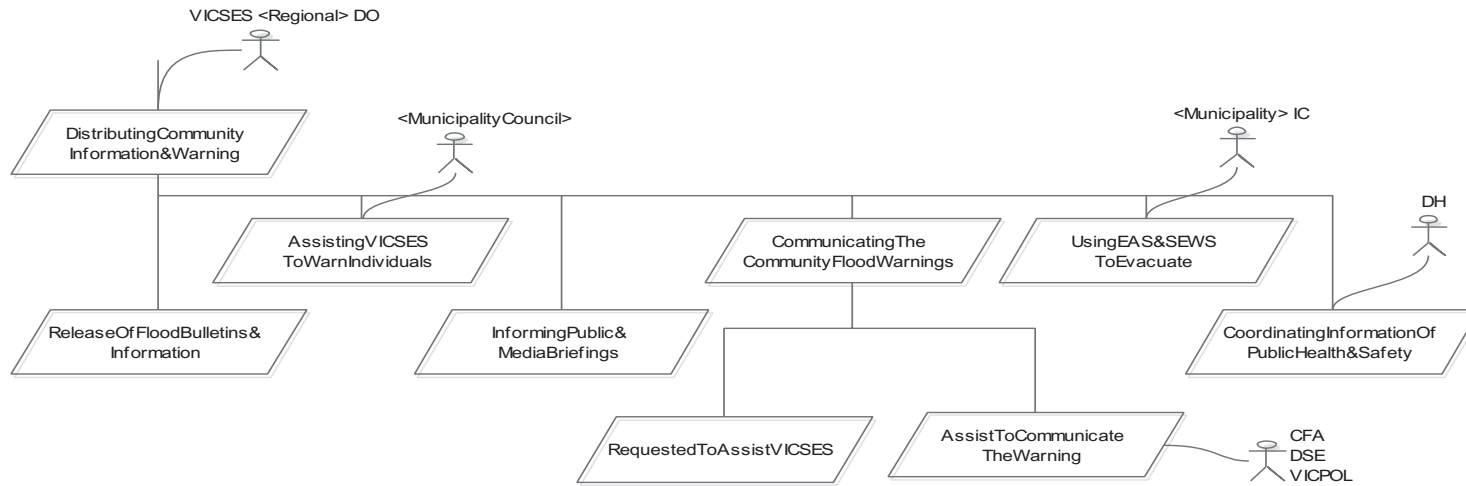 VICSES <Regional> DO
DistributingCommunity
Information&Warning
<MunicipalityCouncil>
<Municipality> IC
DH
AssistingVICSES
ToWarnIndividuals
CommunicatingThe
CommunityFloodWarnings
UsingEAS&SEWS
ToEvacuate
ReleaseOfFloodBulletins&
Information
InformingPublic&
MediaBriefings
CoordinatingInformationOf
PublicHealth&Safety
RequestedToAssistVICSES
AssistToCommunicate
TheWarning
CFA
DSE
VICPOL